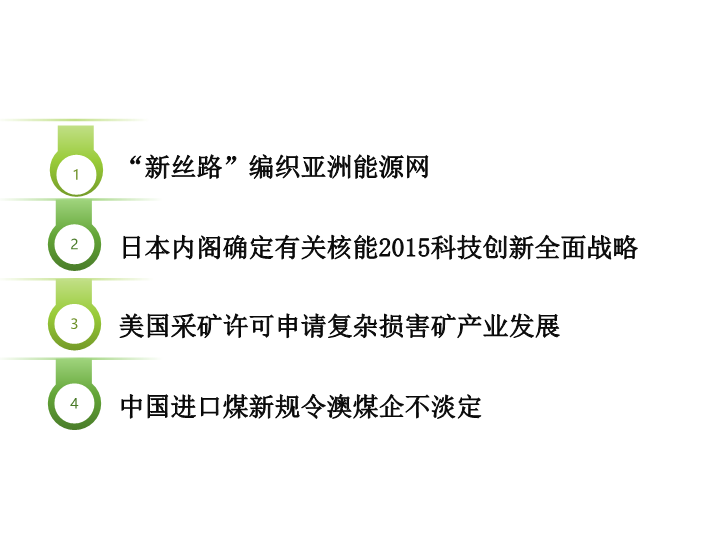 1 “新丝路”编织亚洲能源网
2 日本内阁确定有关核能2015科技创新全面战略
3 美国采矿许可申请复杂损害矿产业发展
4 中国进口煤新规令澳煤企不淡定